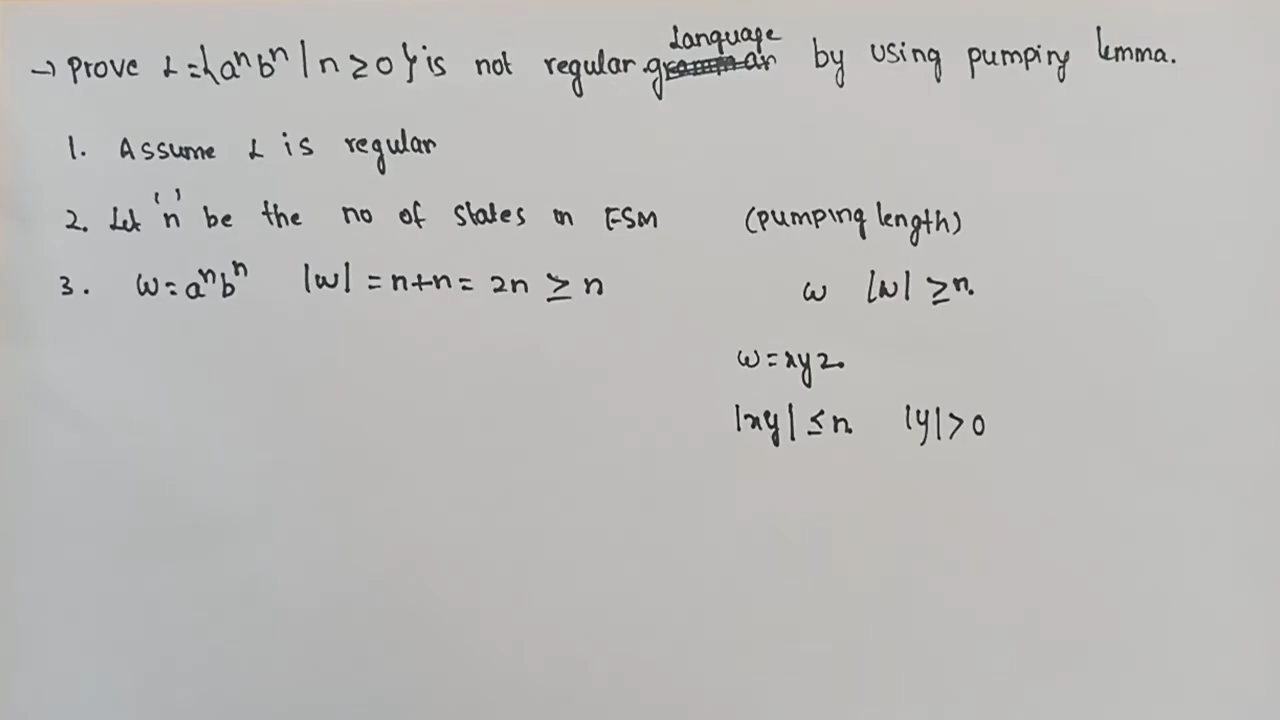 → Prove L = {aⁿbⁿ | n ≥ 0} is not regular Language by using pumping lemma.
1. Assume L is regular
2. Let 'n' be the no of states in FSM (pumping length)
3. w = aⁿbⁿ |w| = n+n = 2n ≥ n w |w| ≥ n.
w = xyz.
|xy| ≤ n. |y| > 0